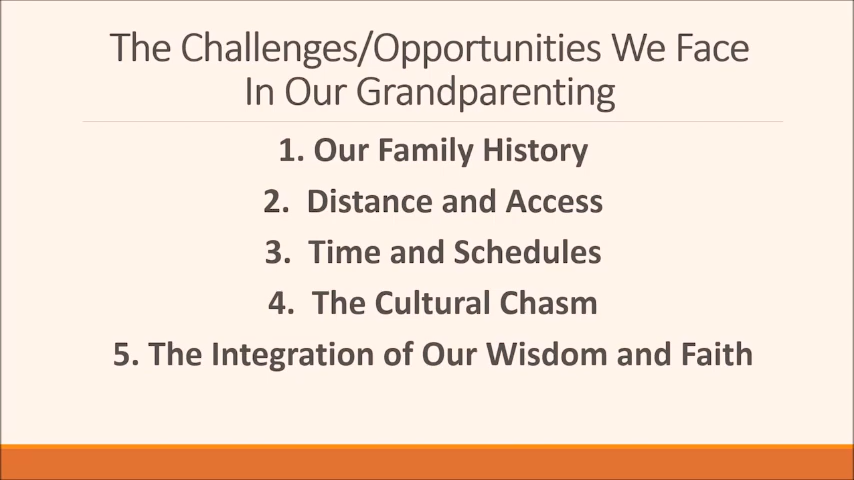 The Challenges/Opportunities We Face
In Our Grandparenting
1. Our Family History
2. Distance and Access
3. Time and Schedules
4. The Cultural Chasm
5. The Integration of Our Wisdom and Faith